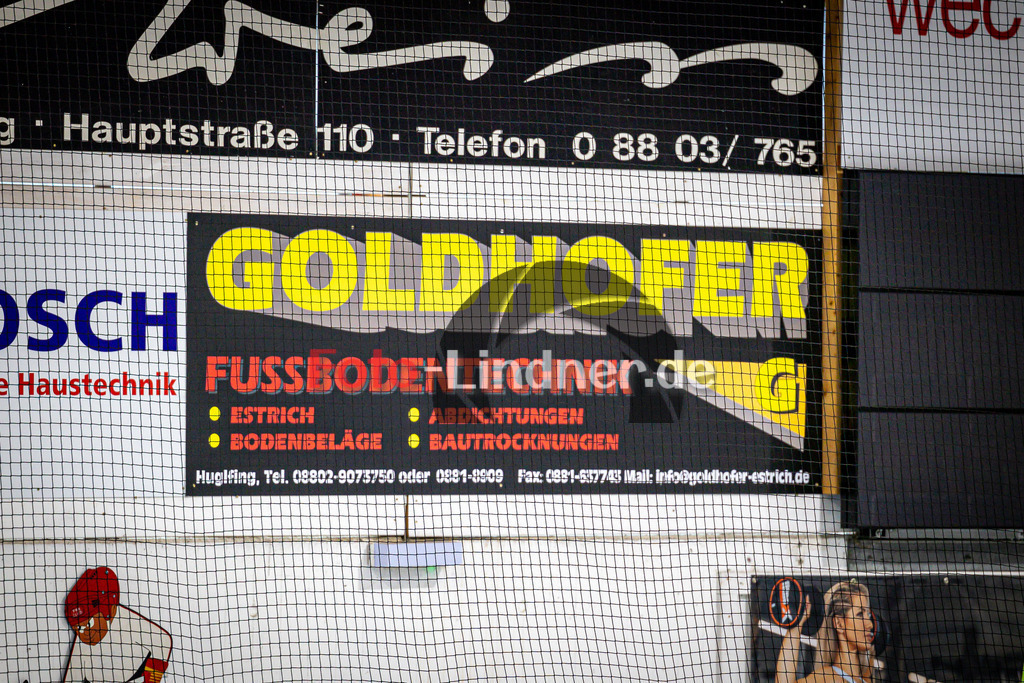 weiss
g · Hauptstraße 110 · Telefon 0 88 03/ 765
wec
OSCH
e Haustechnik
GOLDHOFER
FUSSBODENTECHNIK
G
• ESTRICH • ABDICHTUNGEN
• BODENBELÄGE • BAUTROCKNUNGEN
Huglfing, Tel. 08802-9073750 oder 0881-8909 Fax: 0881-637743 Mail: info@goldhofer-estrich.de
-Lindner.de